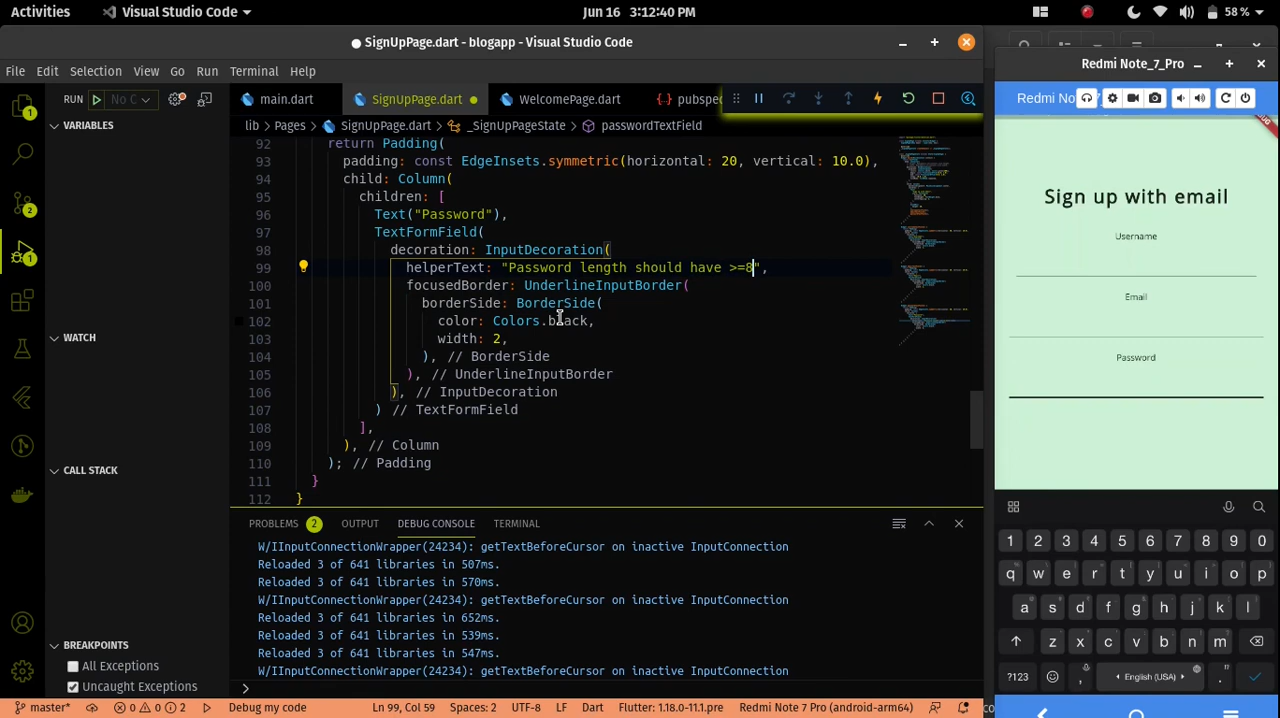 Activities
Visual Studio Code
Jun 16 3:12:40 PM
58 %
SignUpPage.dart - blogapp - Visual Studio Code
File Edit Selection View Go Run Terminal Help
RUN
No C
main.dart
SignUpPage.dart
WelcomePage.dart
pubspec
lib > Pages > SignUpPage.dart > _SignUpPageState > passwordTextField
VARIABLES
WATCH
CALL STACK
BREAKPOINTS
All Exceptions
Uncaught Exceptions
92 return Padding(
93 padding: const EdgeInsets.symmetric(horizontal: 20, vertical: 10.0),
94 child: Column(
95 children: [
96 Text("Password"),
97 TextFormField(
98 decoration: InputDecoration(
99 helperText: "Password length should have >=8",
100 focusedBorder: UnderlineInputBorder(
101 borderSide: BorderSide(
102 color: Colors.black,
103 width: 2,
104 ), // BorderSide
105 ), // UnderlineInputBorder
106 ), // InputDecoration
107 ) // TextFormField
108 ],
109 ), // Column
110 ); // Padding
111 }
112 }
PROBLEMS 2 OUTPUT DEBUG CONSOLE TERMINAL
W/IInputConnectionWrapper(24234): getTextBeforeCursor on inactive InputConnection
Reloaded 3 of 641 libraries in 507ms.
Reloaded 3 of 641 libraries in 570ms.
W/IInputConnectionWrapper(24234): getTextBeforeCursor on inactive InputConnection
Reloaded 3 of 641 libraries in 652ms.
Reloaded 3 of 641 libraries in 539ms.
Reloaded 3 of 641 libraries in 547ms.
W/IInputConnectionWrapper(24234): getTextBeforeCursor on inactive InputConnection
>
master* 0 0 2 Debug my code Ln 99, Col 59 Spaces: 2 UTF-8 LF Dart Flutter: 1.18.0-11.1.pre Redmi Note 7 Pro (android-arm64)
2
1
1
Redmi Note_7_Pro
Redmi No
Sign up with email
Username
Email
Password
1 2 3 4 5 6 7 8 9 0
q w e r t y u i o p
a s d f g h j k l
z x c v b n m
?123 , English (USA) .